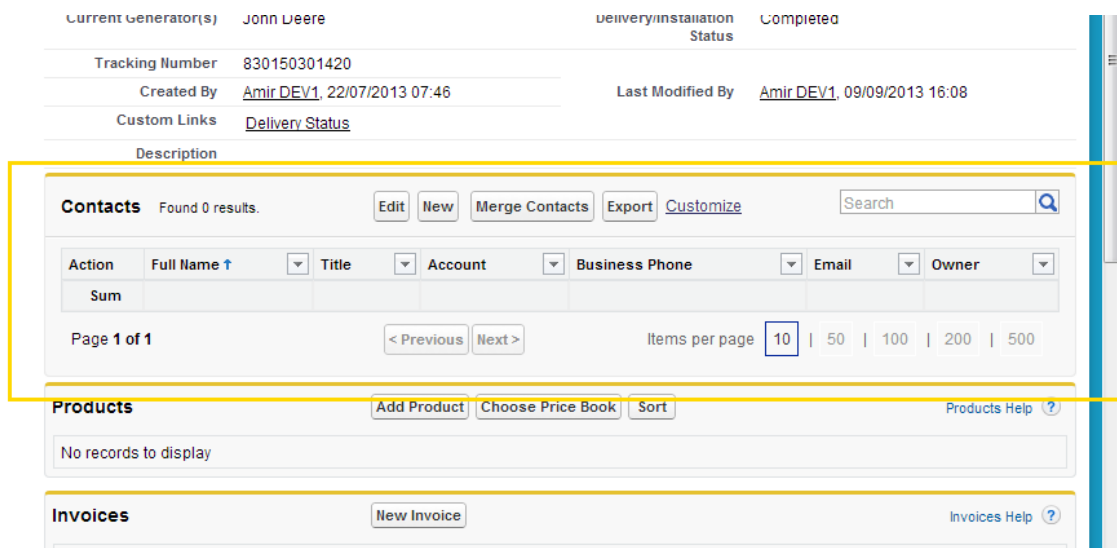 Current Generator(s) John Deere Delivery/Installation Status Completed
Tracking Number 830150301420
Created By Amir DEV1, 22/07/2013 07:46 Last Modified By Amir DEV1, 09/09/2013 16:08
Custom Links Delivery Status
Description
Contacts Found 0 results. Edit New Merge Contacts Export Customize Search
Action Full Name ↑ Title Account Business Phone Email Owner
Sum
Page 1 of 1 < Previous Next > Items per page 10 | 50 | 100 | 200 | 500
Products Add Product Choose Price Book Sort Products Help ?
No records to display
Invoices New Invoice Invoices Help ?